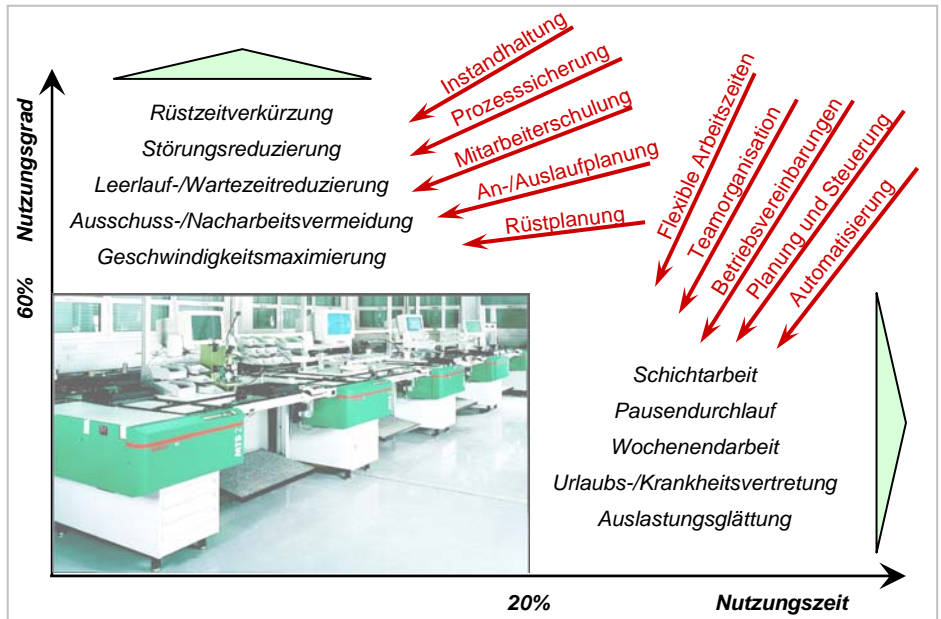 Instandhaltung
Prozesssicherung
Mitarbeiterschulung
An-/Auslaufplanung
Rüstplanung
Flexible Arbeitszeiten
Teamorganisation
Betriebsvereinbarungen
Planung und Steuerung
Automatisierung
Nutzungsgrad
60%
Rüstzeitverkürzung
Störungsreduzierung
Leerlauf-/Wartezeitreduzierung
Ausschuss-/Nacharbeitsvermeidung
Geschwindigkeitsmaximierung
Schichtarbeit
Pausendurchlauf
Wochenendarbeit
Urlaubs-/Krankheitsvertretung
Auslastungsglättung
20%
Nutzungszeit